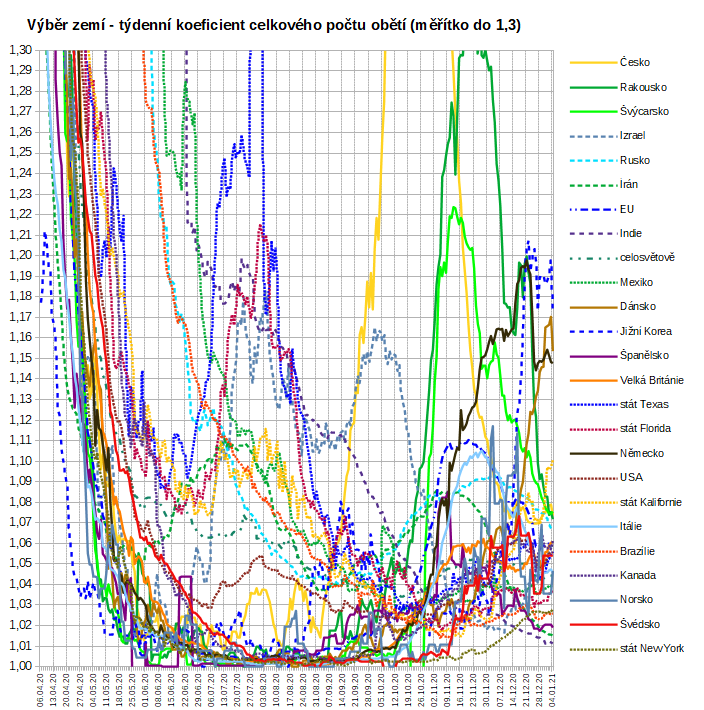 Výběr zemí - týdenní koeficient celkového počtu obětí (měřítko do 1,3)
1,30
1,29
1,28
1,27
1,26
1,25
1,24
1,23
1,22
1,21
1,20
1,19
1,18
1,17
1,16
1,15
1,14
1,13
1,12
1,11
1,10
1,09
1,08
1,07
1,06
1,05
1,04
1,03
1,02
1,01
1,00
06.04.20
13.04.20
20.04.20
27.04.20
04.05.20
11.05.20
18.05.20
25.05.20
01.06.20
08.06.20
15.06.20
22.06.20
29.06.20
06.07.20
13.07.20
20.07.20
27.07.20
03.08.20
10.08.20
17.08.20
24.08.20
31.08.20
07.09.20
14.09.20
21.09.20
28.09.20
05.10.20
12.10.20
19.10.20
26.10.20
02.11.20
09.11.20
16.11.20
23.11.20
30.11.20
07.12.20
14.12.20
21.12.20
28.12.20
04.01.21
Česko
Rakousko
Švýcarsko
Izrael
Rusko
Írán
EU
Indie
celosvětově
Mexiko
Dánsko
Jižní Korea
Španělsko
Velká Británie
stát Texas
stát Florida
Německo
USA
stát Kalifornie
Itálie
Brazílie
Kanada
Norsko
Švédsko
stát NewYork